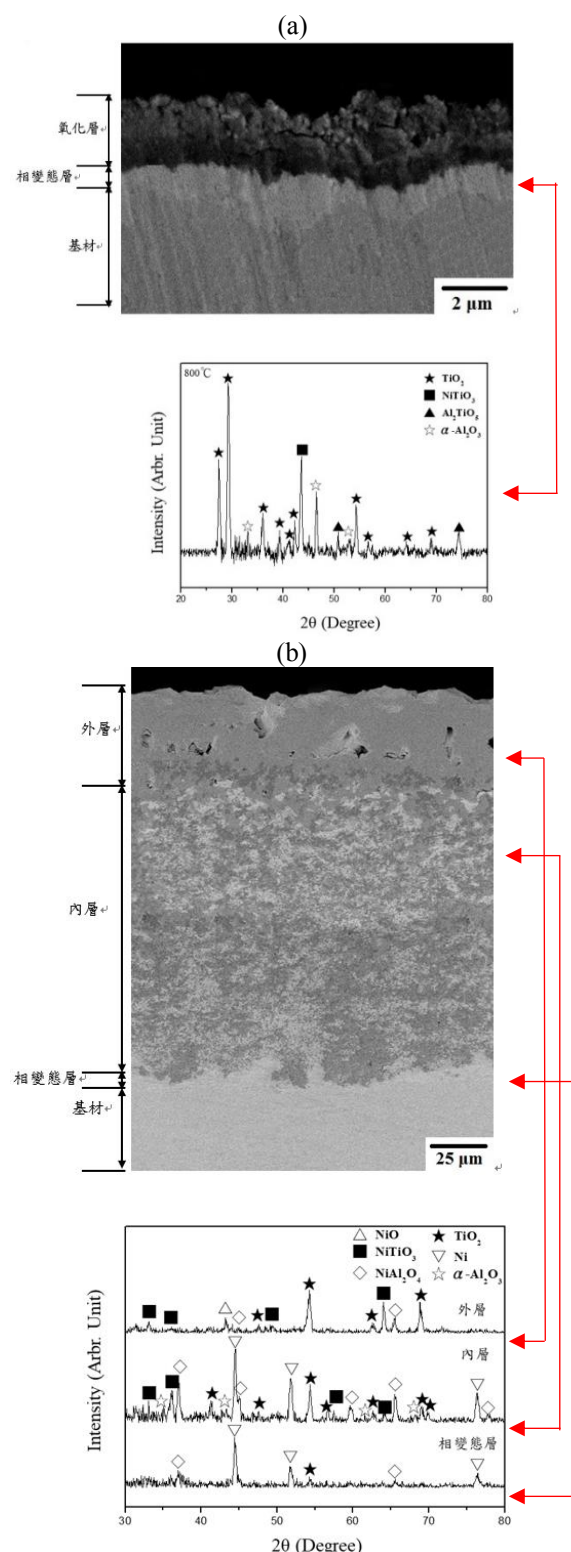 (a)
氧化層
相變態層
基材
2 μm
800℃
★ TiO₂
■ NiTiO₃
▲ Al₂TiO₅
☆ α-Al₂O₃
Intensity (Arbr. Unit)
20 30 40 50 60 70 80
2θ (Degree)
(b)
外層
內層
相變態層
基材
25 μm
△ NiO ★ TiO₂
■ NiTiO₃ ▽ Ni
◇ NiAl₂O₄ ☆ α-Al₂O₃
外層
內層
相變態層
Intensity (Arbr. Unit)
30 40 50 60 70 80
2θ (Degree)